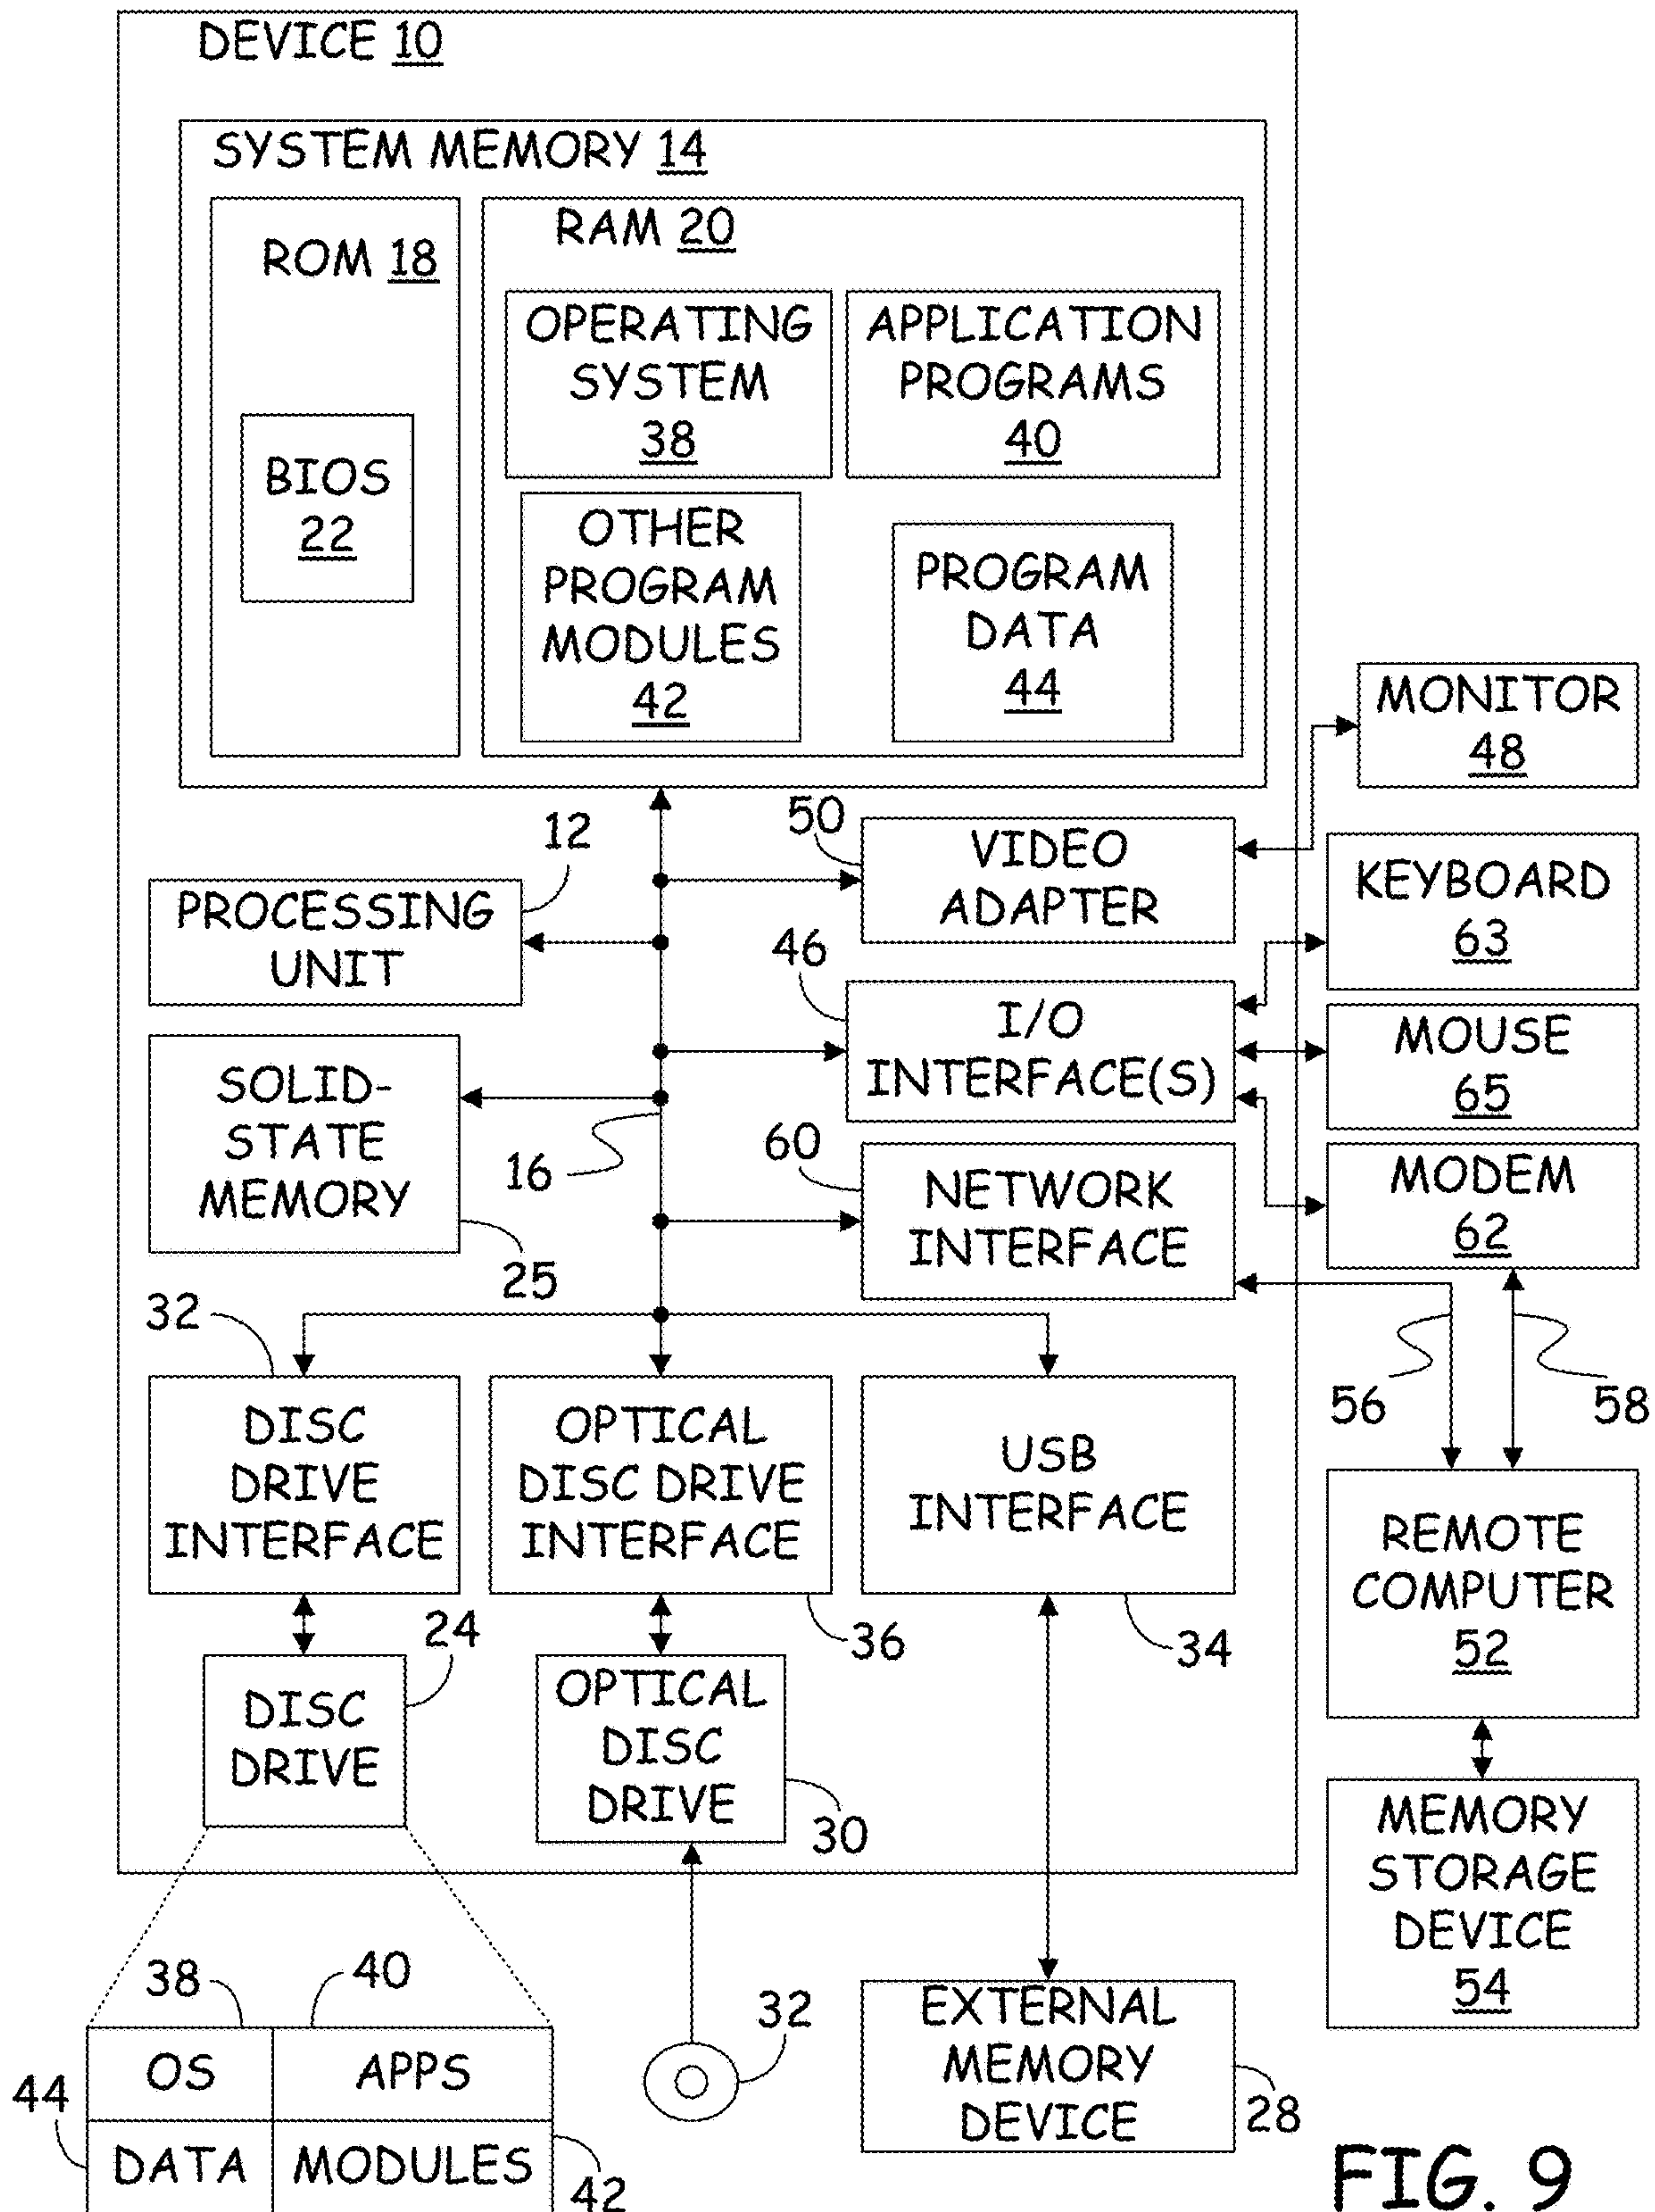 DEVICE 10
SYSTEM MEMORY 14
ROM 18
BIOS
22
RAM 20
OPERATING
SYSTEM
38
APPLICATION
PROGRAMS
40
OTHER
PROGRAM
MODULES
42
PROGRAM
DATA
44
MONITOR
48
50
VIDEO
ADAPTER
12
PROCESSING
UNIT
KEYBOARD
63
46
I/O
INTERFACE(S)
MOUSE
65
SOLID-
STATE
MEMORY
25
16
60
NETWORK
INTERFACE
MODEM
62
56
58
32
DISC
DRIVE
INTERFACE
OPTICAL
DISC DRIVE
INTERFACE
36
USB
INTERFACE
34
REMOTE
COMPUTER
52
24
DISC
DRIVE
OPTICAL
DISC
DRIVE
30
MEMORY
STORAGE
DEVICE
54
38
40
OS
APPS
44
DATA
MODULES
42
32
EXTERNAL
MEMORY
DEVICE
28
FIG. 9